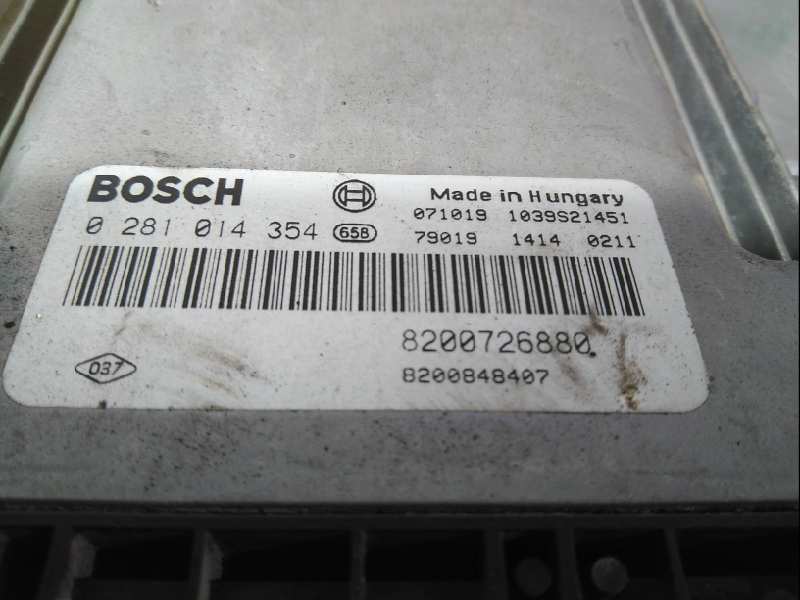 BOSCH
Made in Hungary
0 281 014 354 658
071019 1039S21451
79019 1414 0211
8200726880
037
8200848407